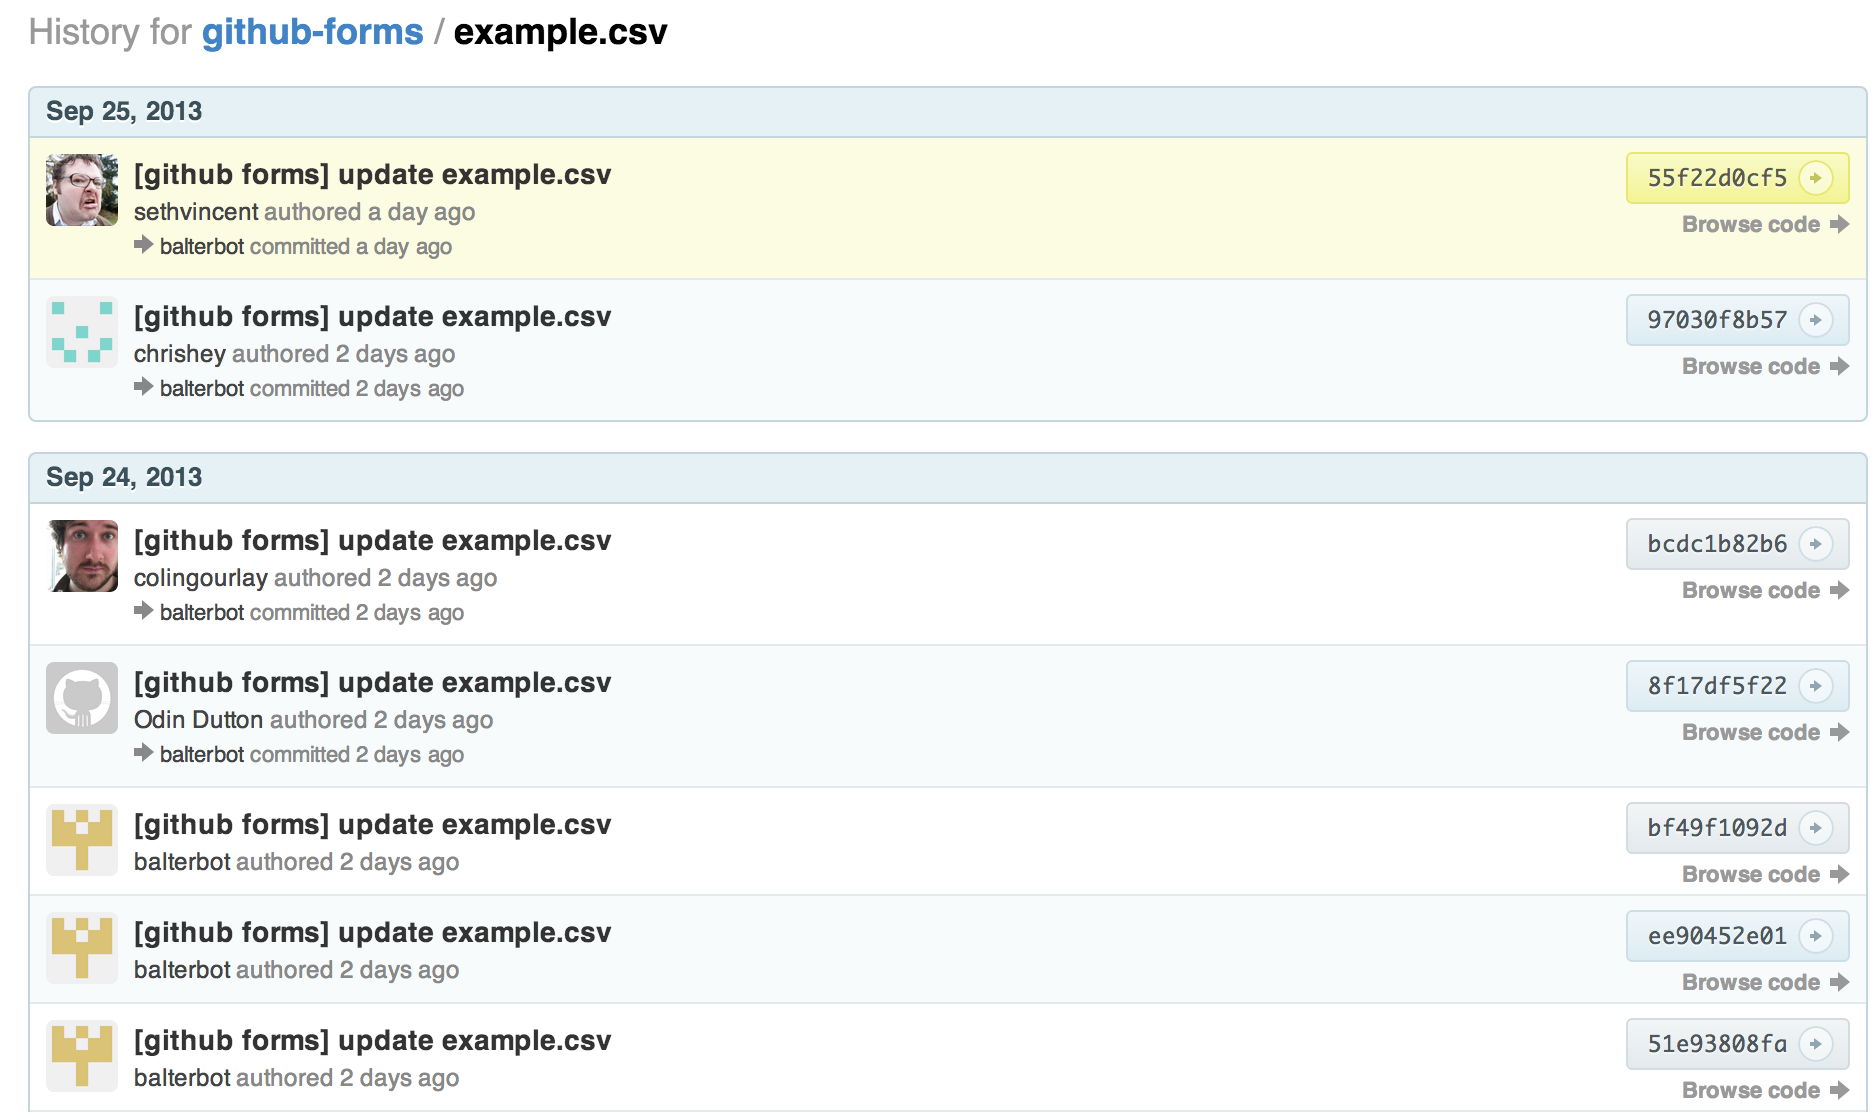 History for github-forms / example.csv
Sep 25, 2013
[github forms] update example.csv
55f22d0cf5
sethvincent authored a day ago
Browse code
balterbot committed a day ago
[github forms] update example.csv
97030f8b57
chrishey authored 2 days ago
Browse code
balterbot committed 2 days ago
Sep 24, 2013
[github forms] update example.csv
bcdc1b82b6
colingourlay authored 2 days ago
Browse code
balterbot committed 2 days ago
[github forms] update example.csv
8f17df5f22
Odin Dutton authored 2 days ago
Browse code
balterbot committed 2 days ago
[github forms] update example.csv
bf49f1092d
balterbot authored 2 days ago
Browse code
[github forms] update example.csv
ee90452e01
balterbot authored 2 days ago
Browse code
[github forms] update example.csv
51e93808fa
balterbot authored 2 days ago
Browse code